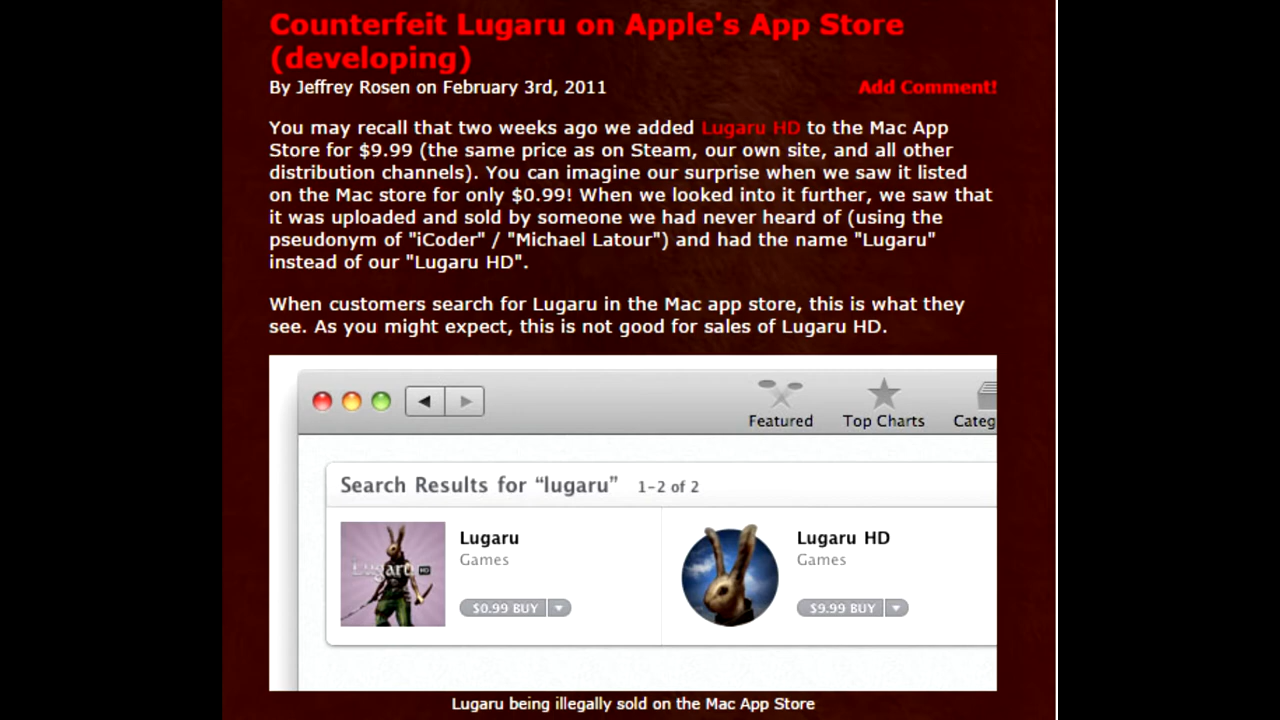 Counterfeit Lugaru on Apple's App Store
(developing)
By Jeffrey Rosen on February 3rd, 2011
Add Comment!
You may recall that two weeks ago we added Lugaru HD to the Mac App
Store for $9.99 (the same price as on Steam, our own site, and all other
distribution channels). You can imagine our surprise when we saw it listed
on the Mac store for only $0.99! When we looked into it further, we saw that
it was uploaded and sold by someone we had never heard of (using the
pseudonym of "iCoder" / "Michael Latour") and had the name "Lugaru"
instead of our "Lugaru HD".
When customers search for Lugaru in the Mac app store, this is what they
see. As you might expect, this is not good for sales of Lugaru HD.
Featured
Top Charts
Categ
Search Results for “lugaru” 1-2 of 2
Lugaru HD
Lugaru
Games
$0.99 BUY
Lugaru HD
Games
$9.99 BUY
Lugaru being illegally sold on the Mac App Store